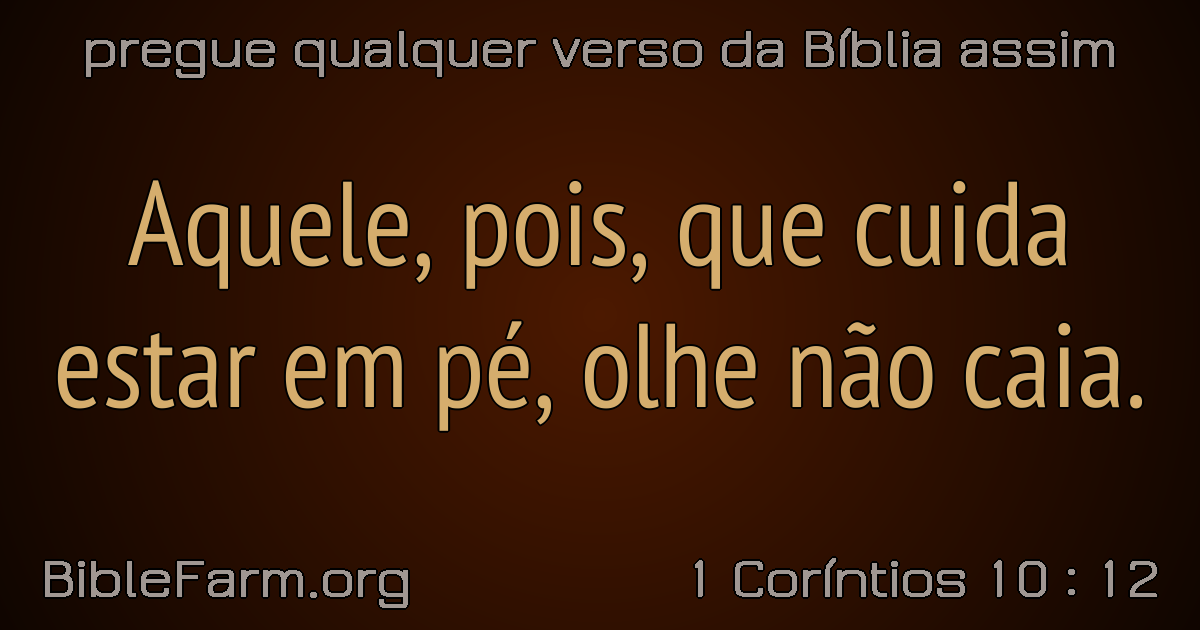 pregue qualquer verso da Bíblia assim
Aquele, pois, que cuida
estar em pé, olhe não caia.
BibleFarm.org
1 Coríntios 10 : 12